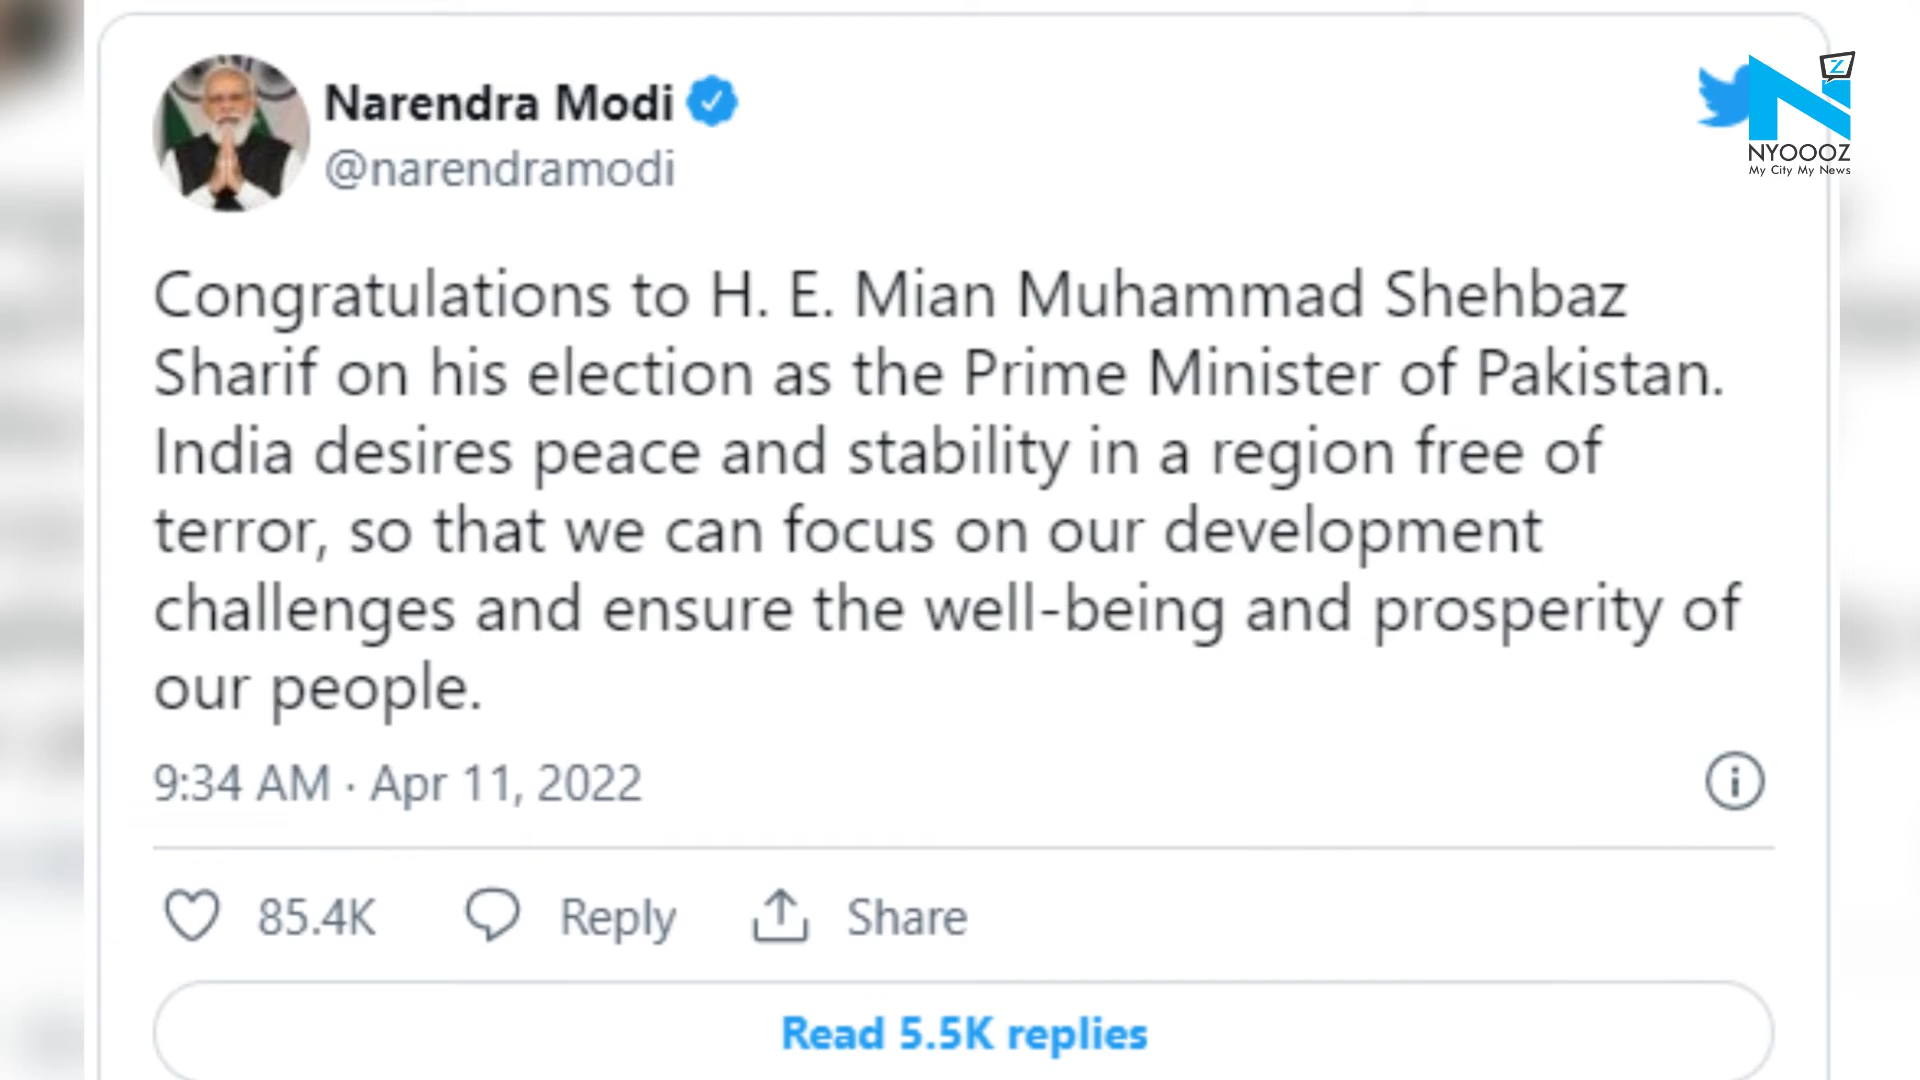 Narendra Modi
@narendramodi
NYOOOZ
My City My News
Congratulations to H. E. Mian Muhammad Shehbaz
Sharif on his election as the Prime Minister of Pakistan.
India desires peace and stability in a region free of
terror, so that we can focus on our development
challenges and ensure the well-being and prosperity of
our people.
9:34 AM · Apr 11, 2022
85.4K Reply Share
Read 5.5K replies